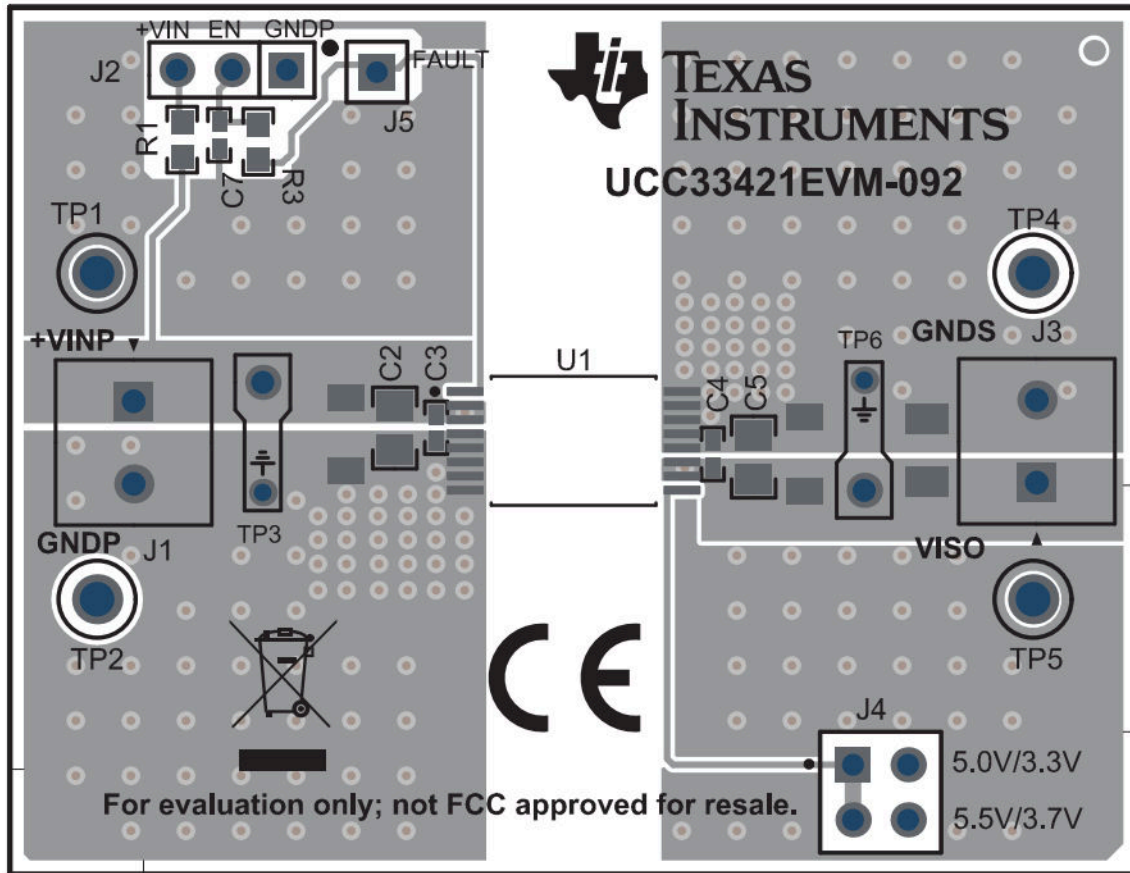 +VIN EN GNDP
J2
FAULT
J5
R1
C7
R3
TEXAS
INSTRUMENTS
UCC33421EVM-092
TP1
TP4
+VINP
GNDS
J3
TP6
U1
C2
C3
C4
C5
TP3
GNDP
J1
VISO
TP2
TP5
CE
J4
5.0V/3.3V
5.5V/3.7V
For evaluation only; not FCC approved for resale.